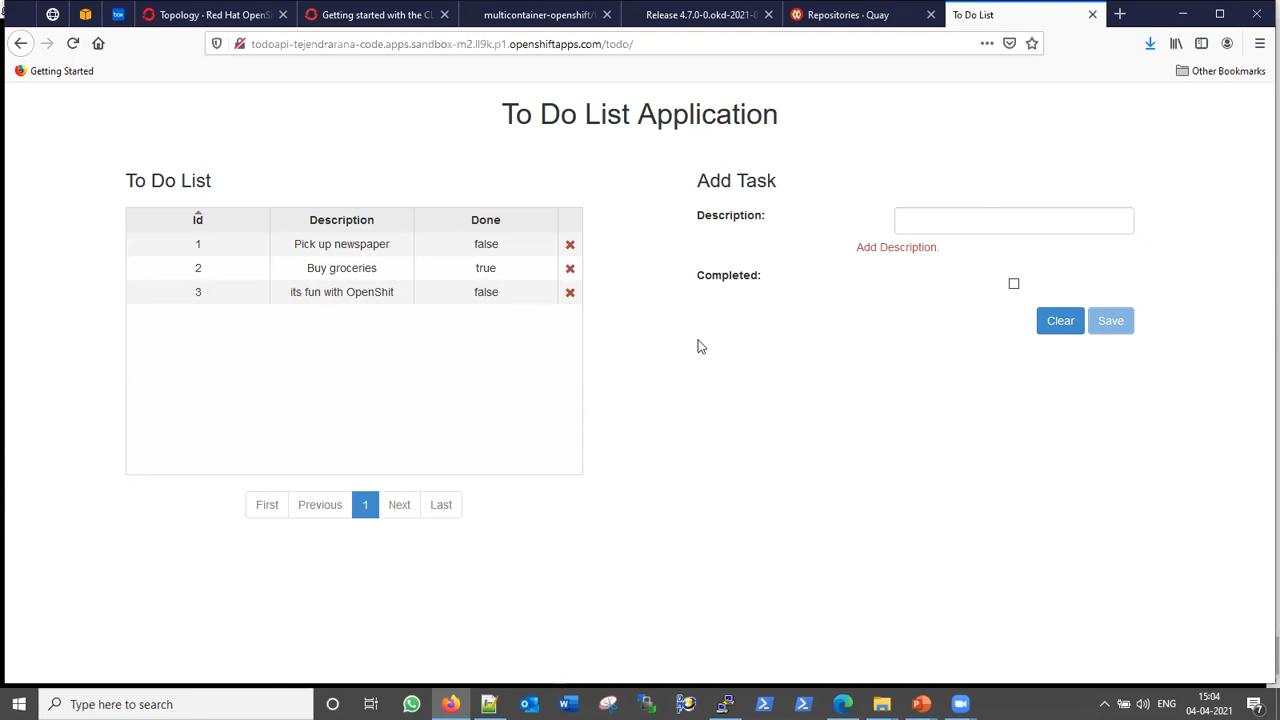 Topology · Red Hat OpenSh
Getting started with the CL
multicontainer-openshift/
Release 4.7.0-0.okd-2021-0
Repositories · Quay
To Do List
todoapi-tejendrarana-code.apps.sandbox-m2.ll9k.p1.openshiftapps.com/todo/
Getting Started
Other Bookmarks
To Do List Application
To Do List
Id Description Done
1 Pick up newspaper false
2 Buy groceries true
3 its fun with OpenShit false
First Previous 1 Next Last
Add Task
Description:
Add Description.
Completed:
Clear Save
Type here to search
ENG
15:04
04-04-2021